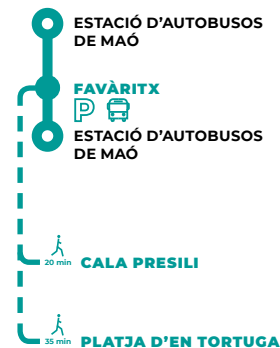 ESTACIÓ D'AUTOBUSOS
DE MAÓ
FAVÀRITX
P
ESTACIÓ D'AUTOBUSOS
DE MAÓ
20 min CALA PRESILI
35 min PLATJA D'EN TORTUGA